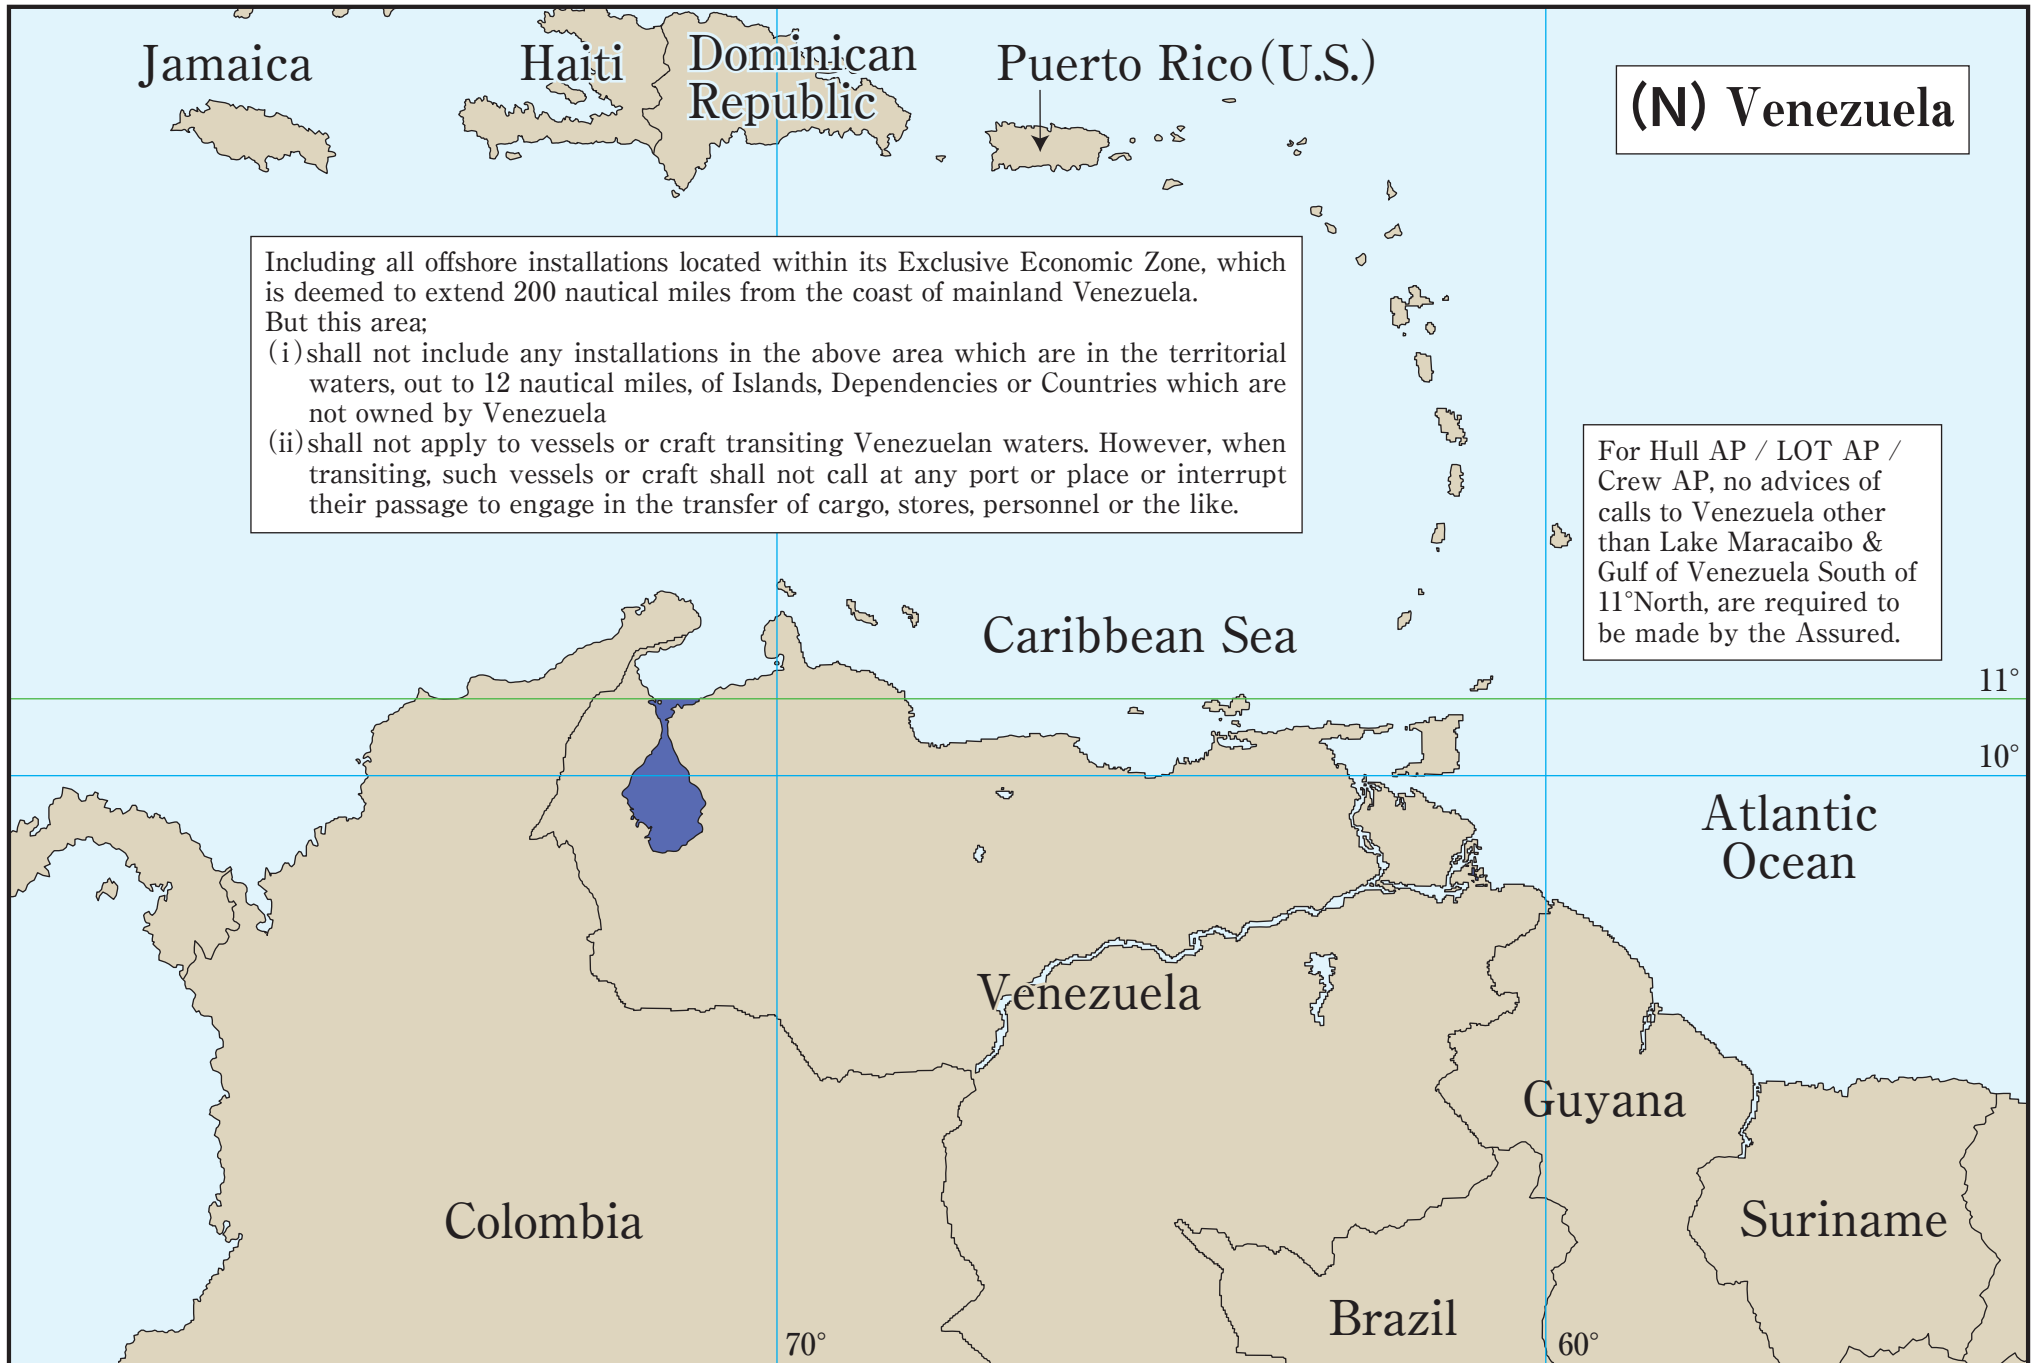 Jamaica
Haiti
Dominican
Republic
Puerto Rico (U.S.)
(N) Venezuela
Including all offshore installations located within its Exclusive Economic Zone, which
is deemed to extend 200 nautical miles from the coast of mainland Venezuela.
But this area;
(i) shall not include any installations in the above area which are in the territorial
waters, out to 12 nautical miles, of Islands, Dependencies or Countries which are
not owned by Venezuela
(ii) shall not apply to vessels or craft transiting Venezuelan waters. However, when
transiting, such vessels or craft shall not call at any port or place or interrupt
their passage to engage in the transfer of cargo, stores, personnel or the like.
For Hull AP / LOT AP /
Crew AP, no advices of
calls to Venezuela other
than Lake Maracaibo &
Gulf of Venezuela South of
11°North, are required to
be made by the Assured.
Caribbean Sea
11°
10°
Atlantic
Ocean
Venezuela
Guyana
Colombia
Suriname
Brazil
70°
60°